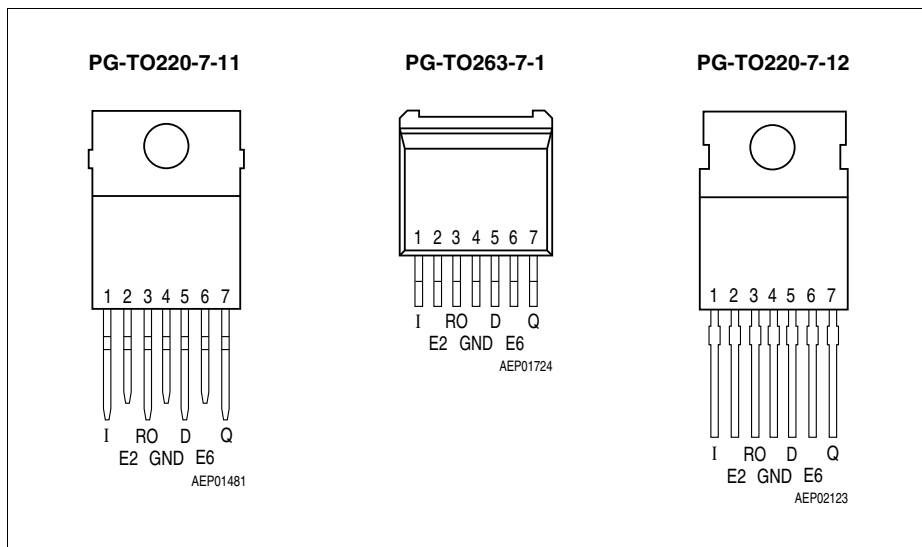 PG-TO220-7-11
1 2 3 4 5 6 7
I RO D Q
E2 GND E6
AEP01481
PG-TO263-7-1
1 2 3 4 5 6 7
I RO D Q
E2 GND E6
AEP01724
PG-TO220-7-12
1 2 3 4 5 6 7
I RO D Q
E2 GND E6
AEP02123